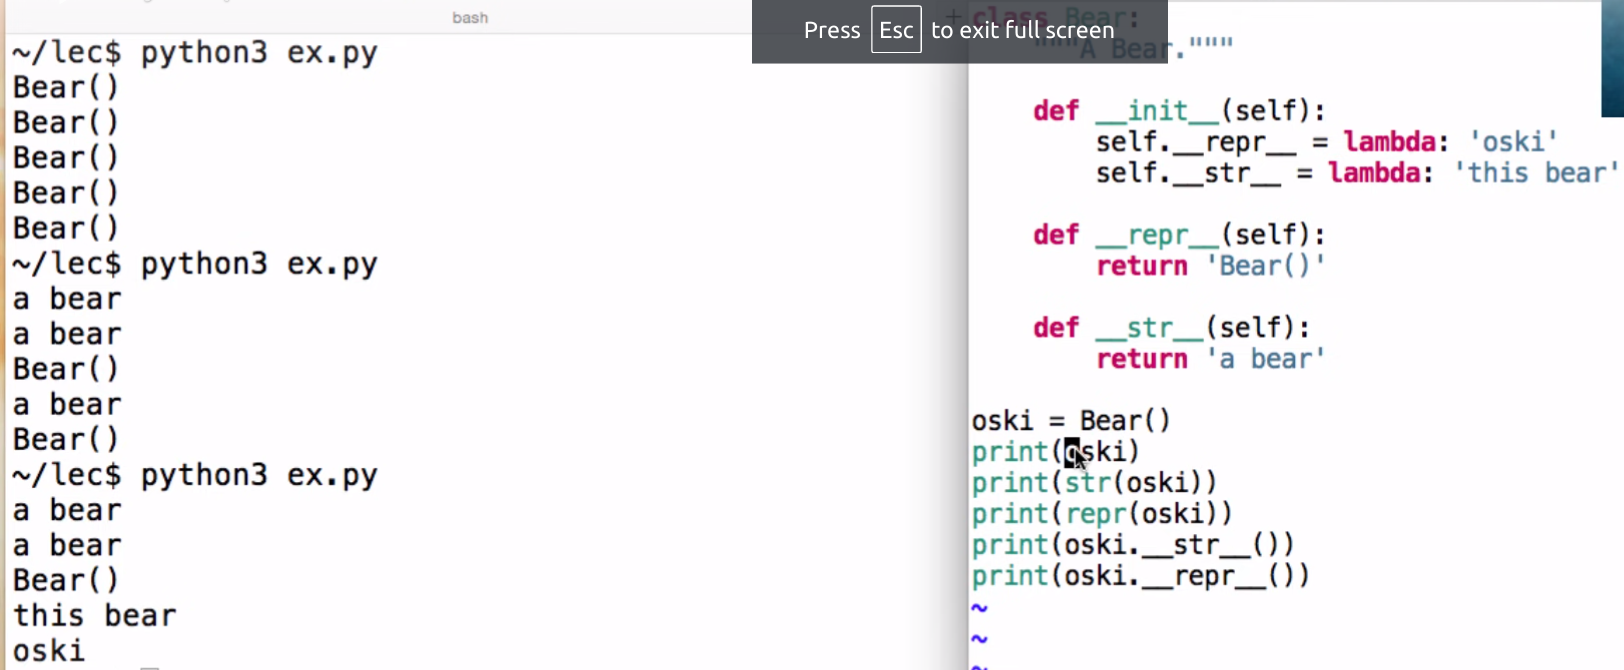 bash
~/lec$ python3 ex.py
Bear()
Bear()
Bear()
Bear()
Bear()
~/lec$ python3 ex.py
a bear
a bear
Bear()
a bear
Bear()
~/lec$ python3 ex.py
a bear
a bear
Bear()
this bear
oski
Press Esc to exit full screen
class Bear:
"""A Bear."""
def __init__(self):
self.__repr__ = lambda: 'oski'
self.__str__ = lambda: 'this bear'
def __repr__(self):
return 'Bear()'
def __str__(self):
return 'a bear'
oski = Bear()
print(oski)
print(str(oski))
print(repr(oski))
print(oski.__str__())
print(oski.__repr__())
~
~
~